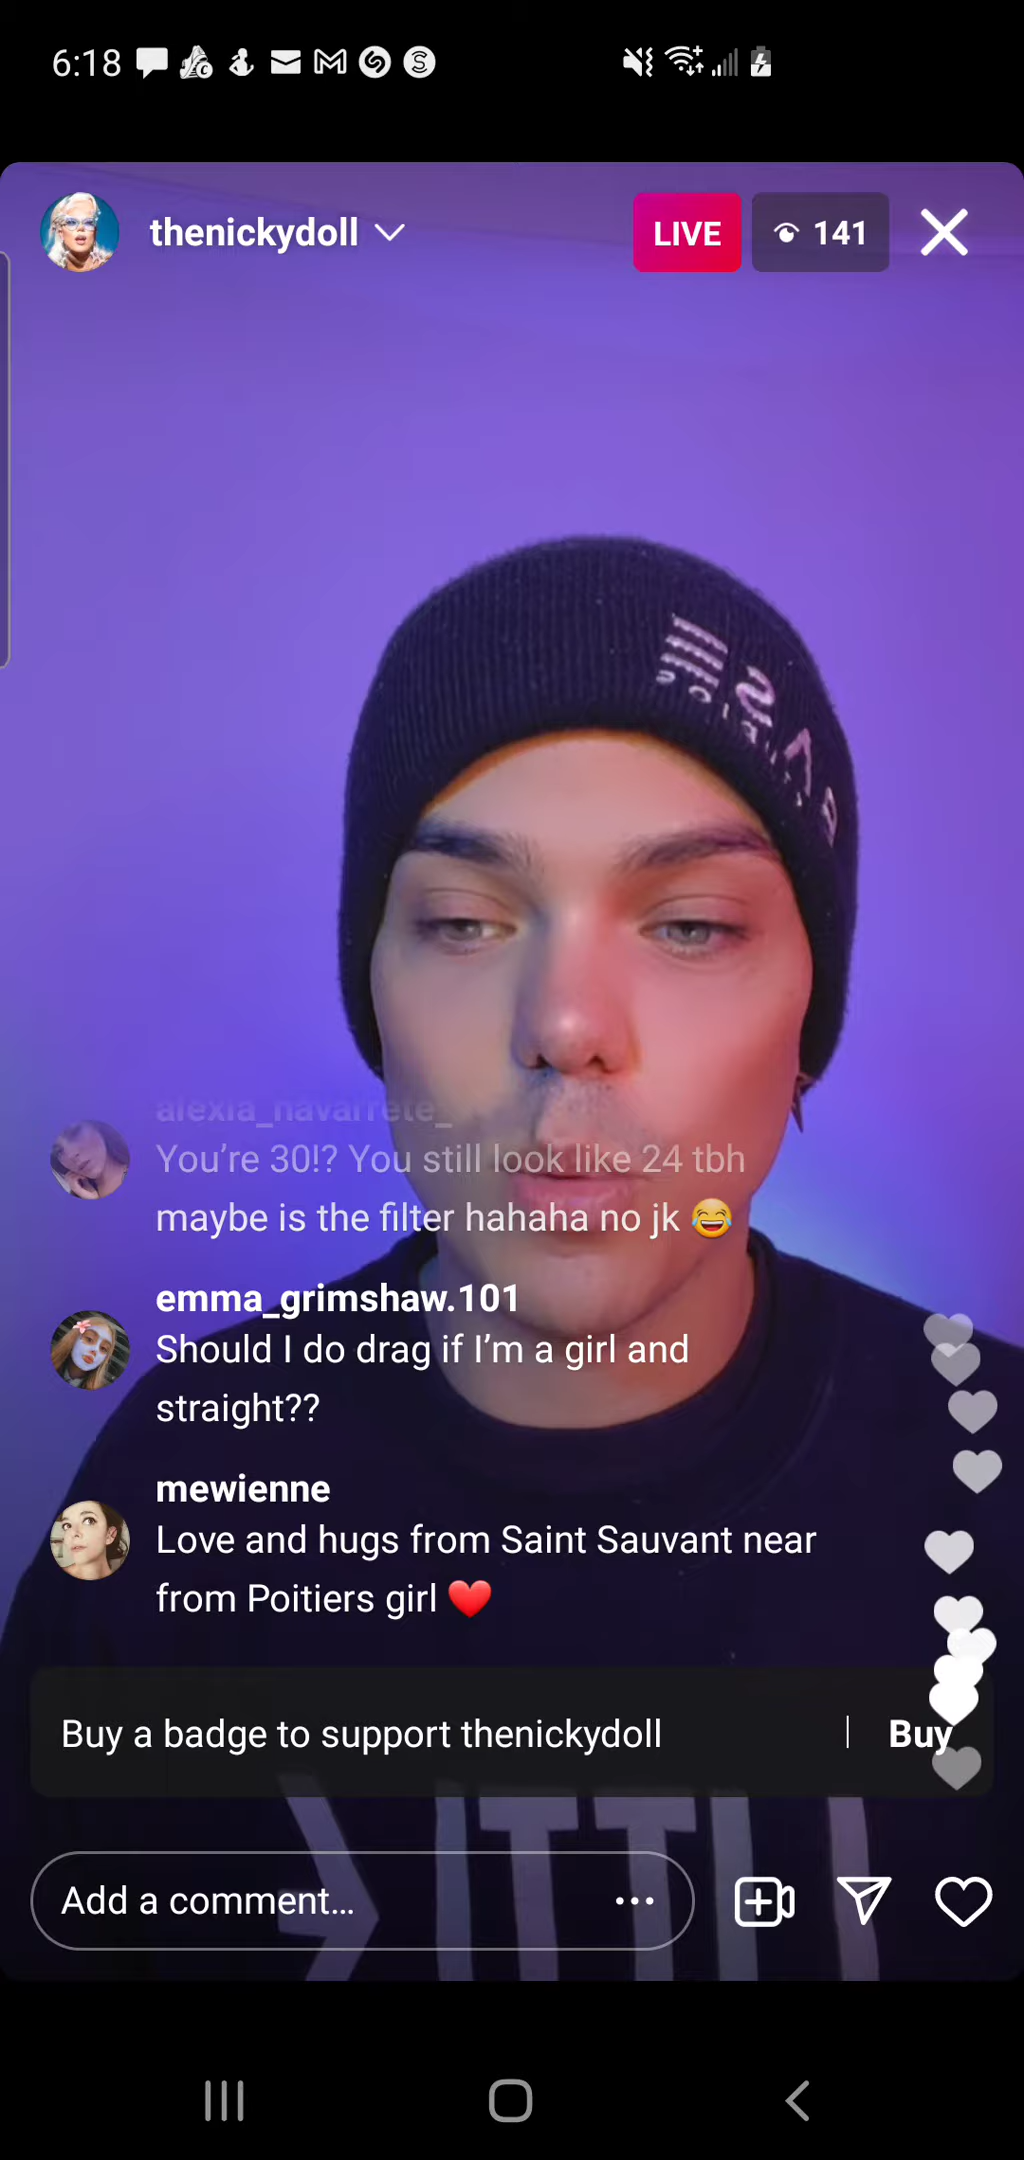 6:18
thenickydoll
LIVE
141
alexia_navarrete_
You’re 30!? You still look like 24 tbh
maybe is the filter hahaha no jk 😂
emma_grimshaw.101
Should I do drag if I’m a girl and
straight??
mewienne
Love and hugs from Saint Sauvant near
from Poitiers girl ❤️
Buy a badge to support thenickydoll
Buy
Add a comment...